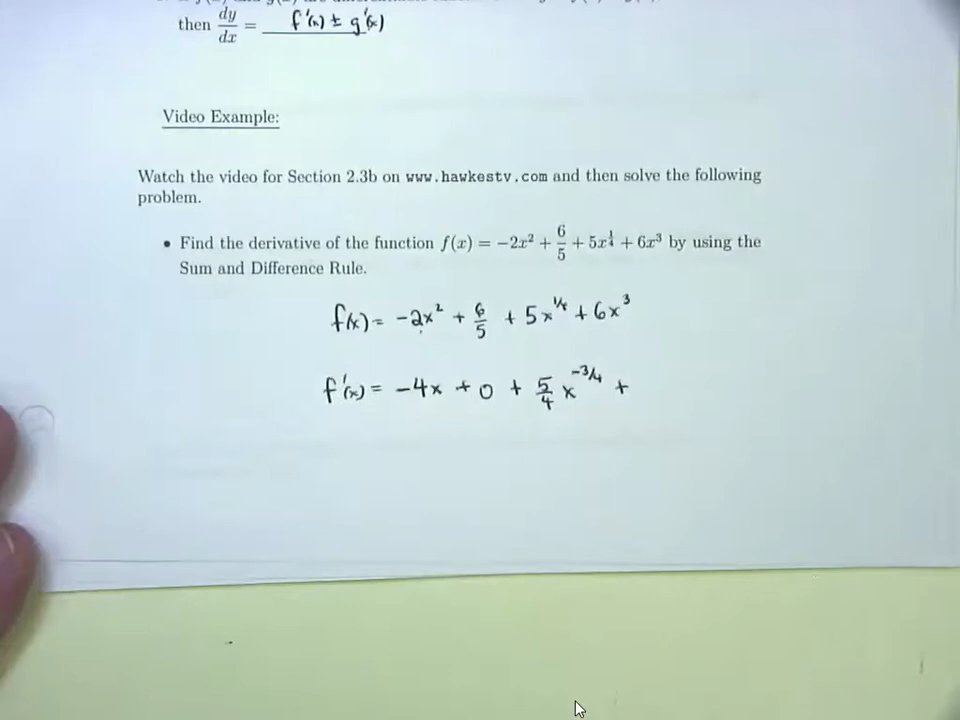 then dy/dx = f'(x) ± g'(x)
Video Example:
Watch the video for Section 2.3b on www.hawkestv.com and then solve the following
problem.
• Find the derivative of the function f(x) = −2x² + 6/5 + 5x^{1/4} + 6x³ by using the
Sum and Difference Rule.
f(x) = -2x² + 6/5 + 5x^{1/4} + 6x³
f'(x) = -4x + 0 + 5/4 x^{-3/4} +